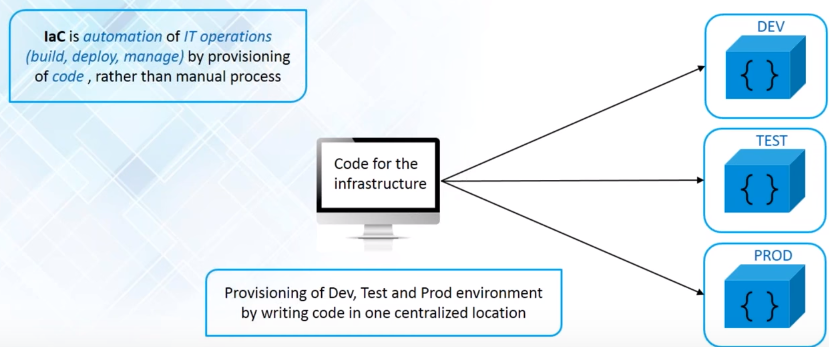 IaC is automation of IT operations
(build, deploy, manage) by provisioning
of code , rather than manual process
DEV
{ }
Code for the
infrastructure
TEST
{ }
PROD
{ }
Provisioning of Dev, Test and Prod environment
by writing code in one centralized location